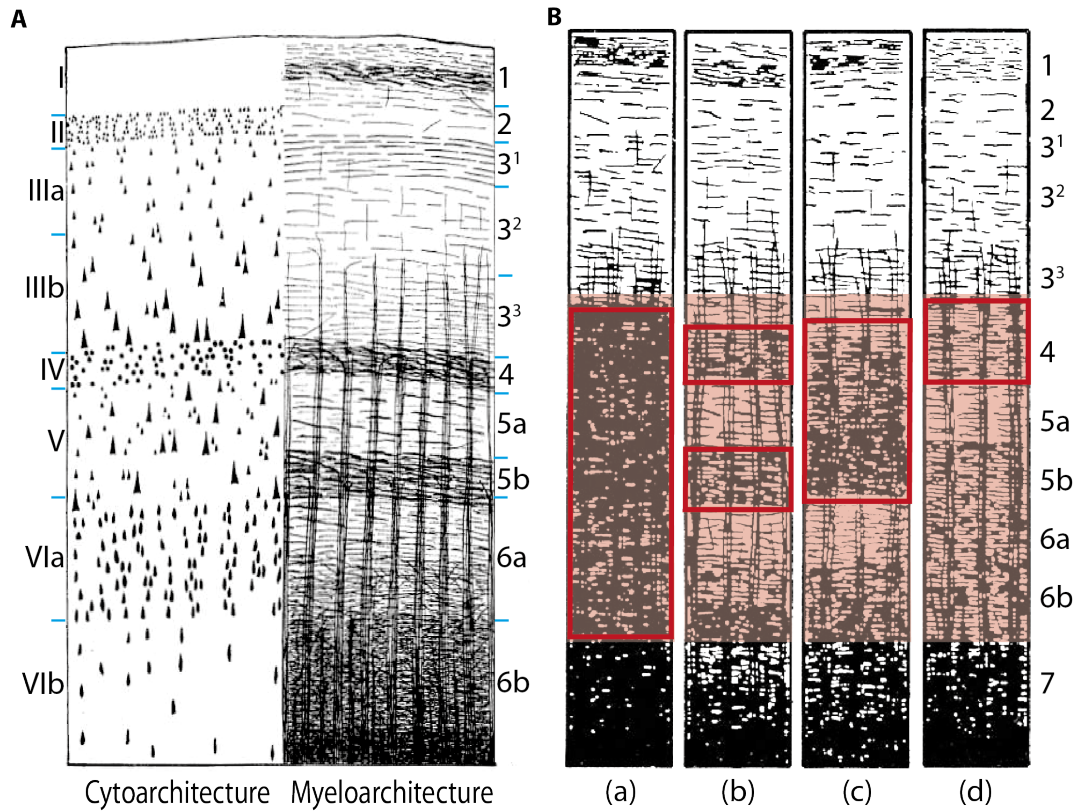 A
I
II
IIIa
IIIb
IV
V
VIa
VIb
1
2
3¹
3²
3³
4
5a
5b
6a
6b
Cytoarchitecture Myeloarchitecture
B
1
2
3¹
3²
3³
4
5a
5b
6a
6b
7
(a) (b) (c) (d)